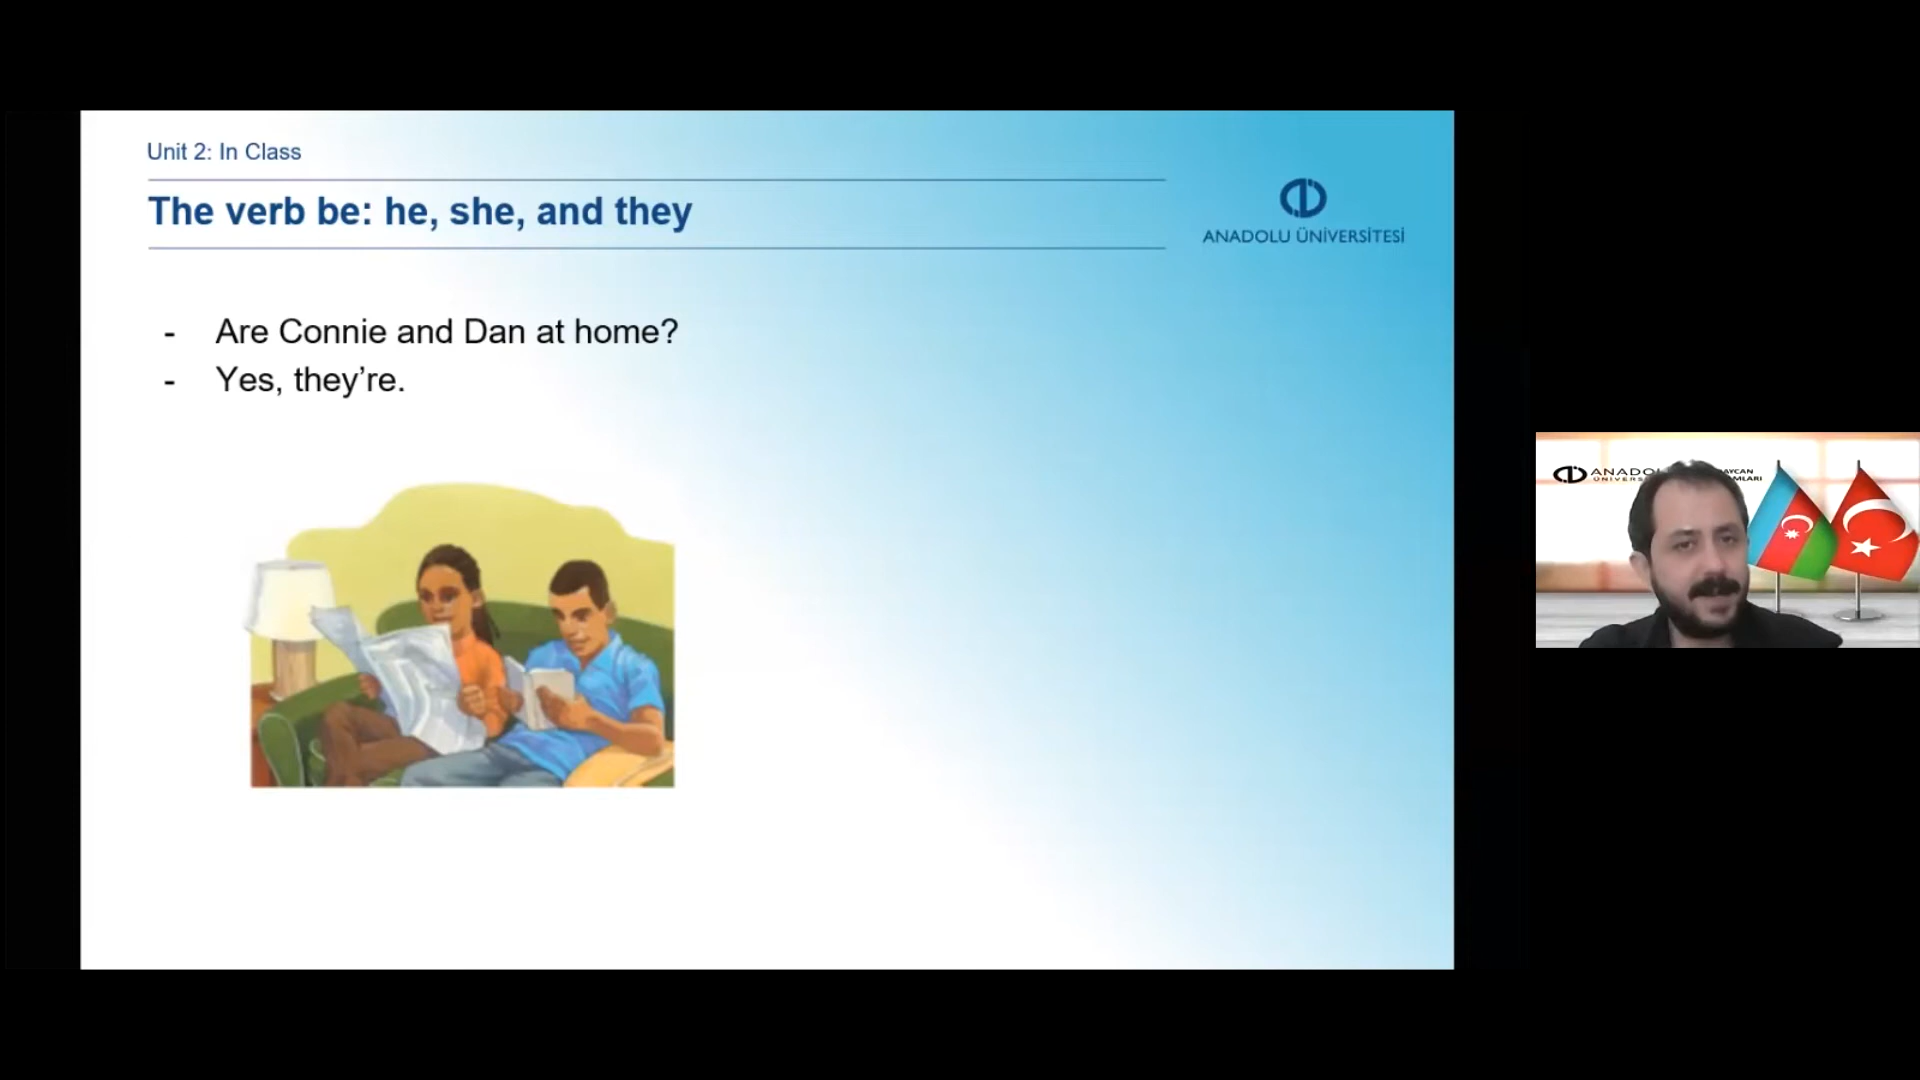 Unit 2: In Class
The verb be: he, she, and they
ANADOLU ÜNİVERSİTESİ
- Are Connie and Dan at home?
- Yes, they’re.